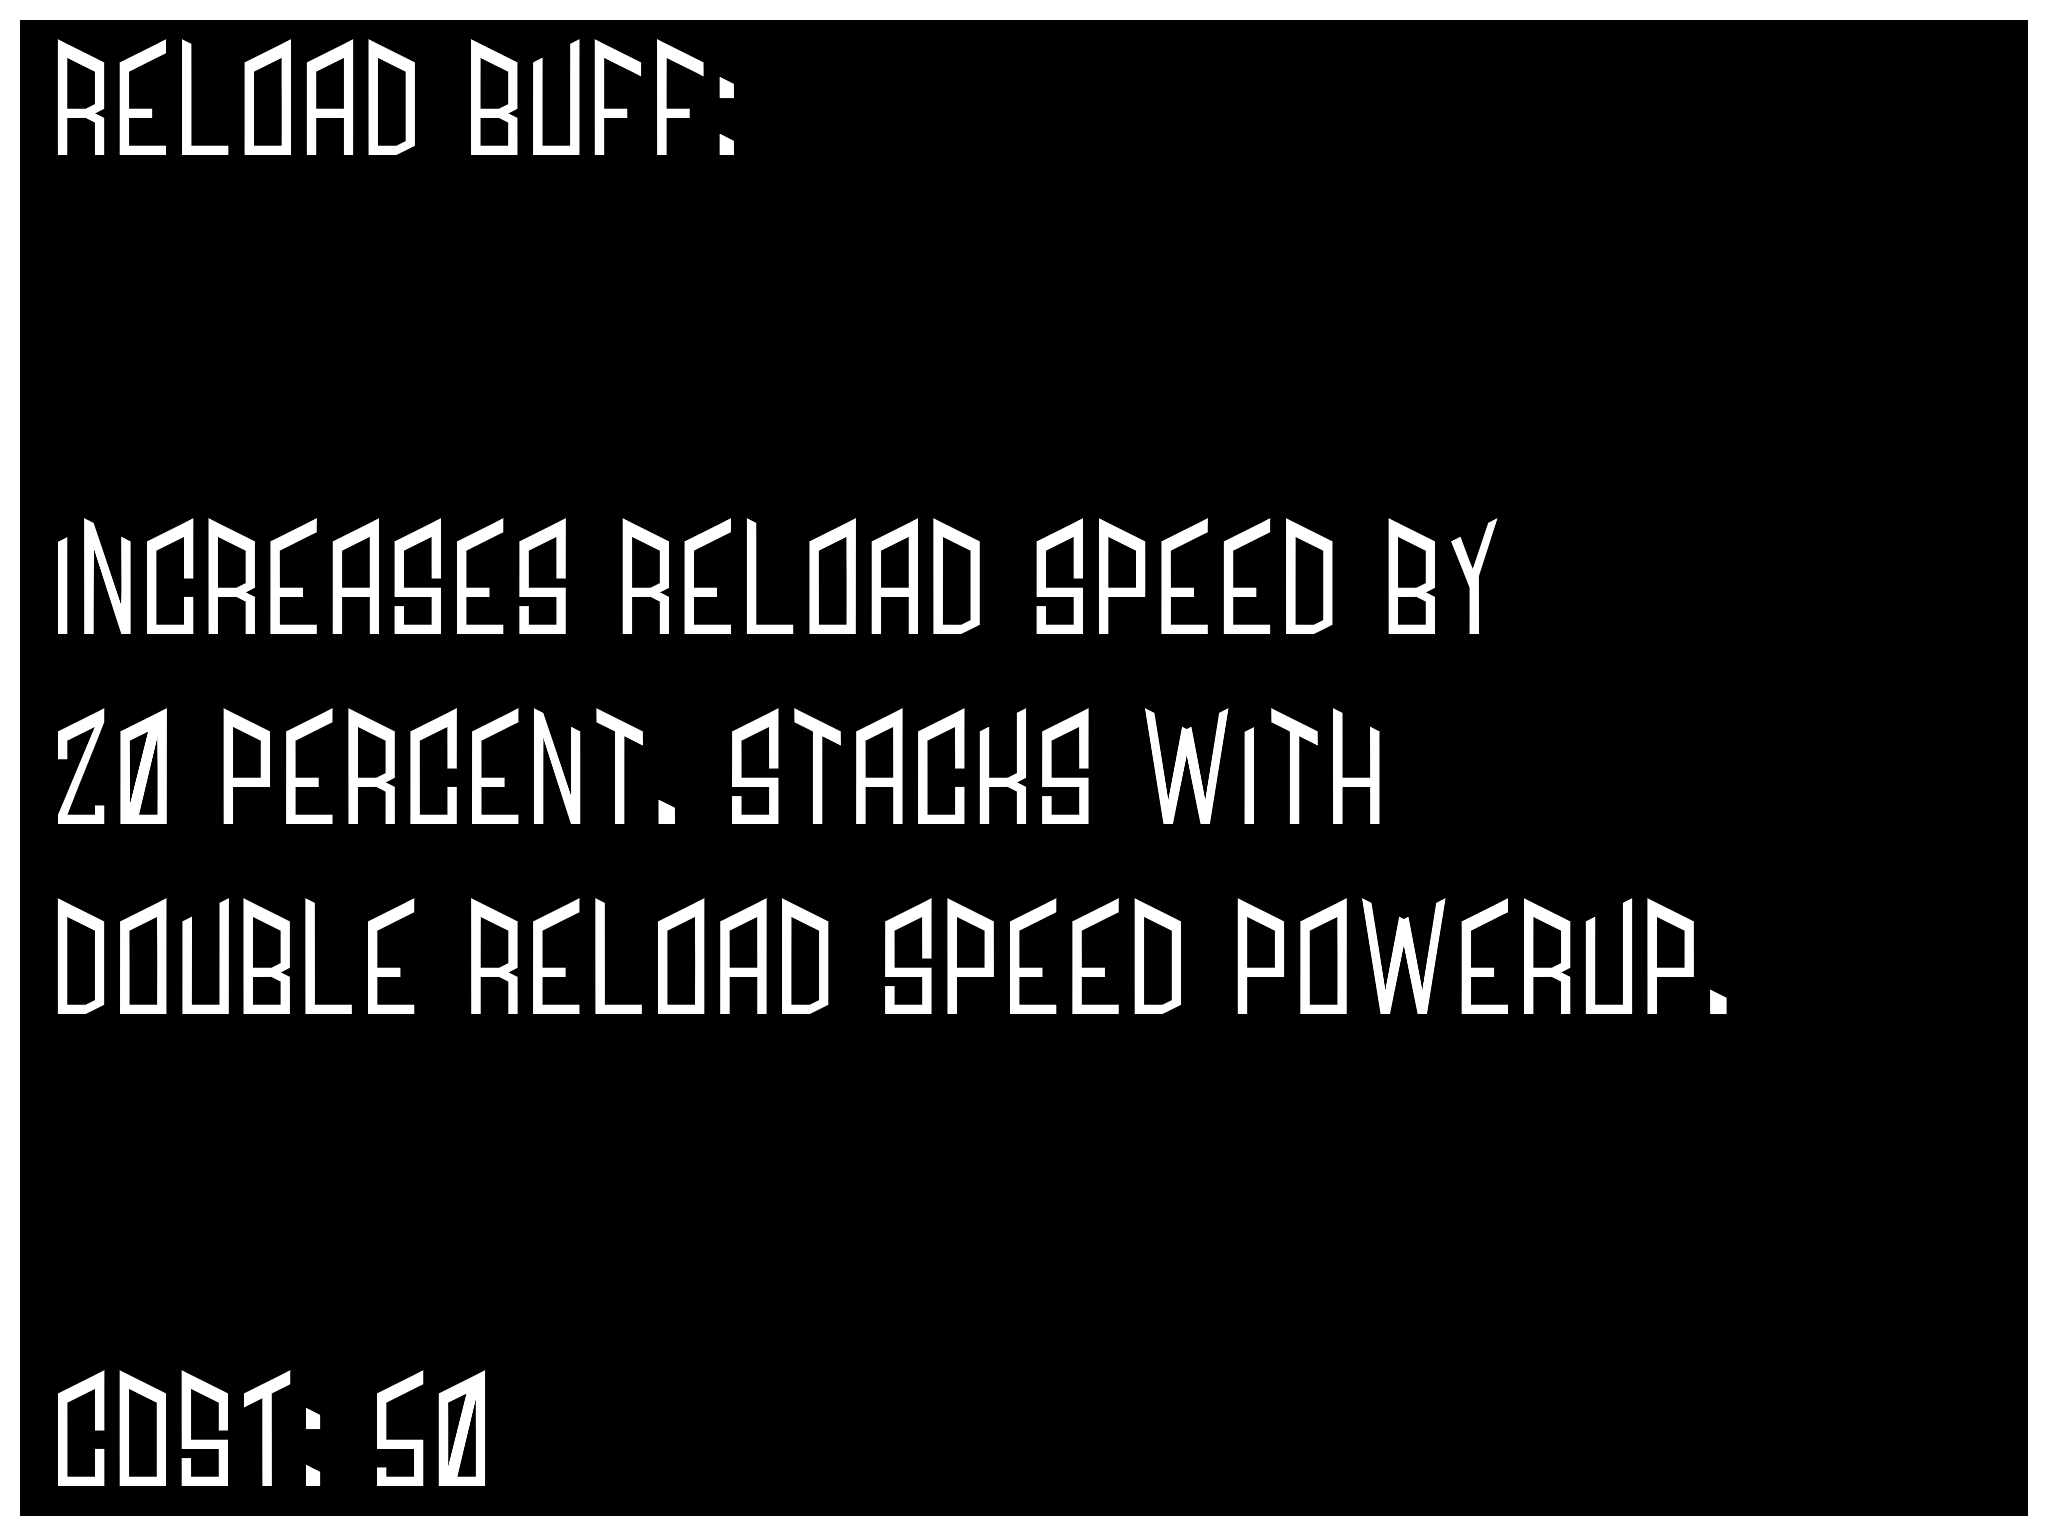 RELOAD BUFF:
INCREASES RELOAD SPEED BY
20 PERCENT. STACKS WITH
DOUBLE RELOAD SPEED POWERUP.
COST: 50